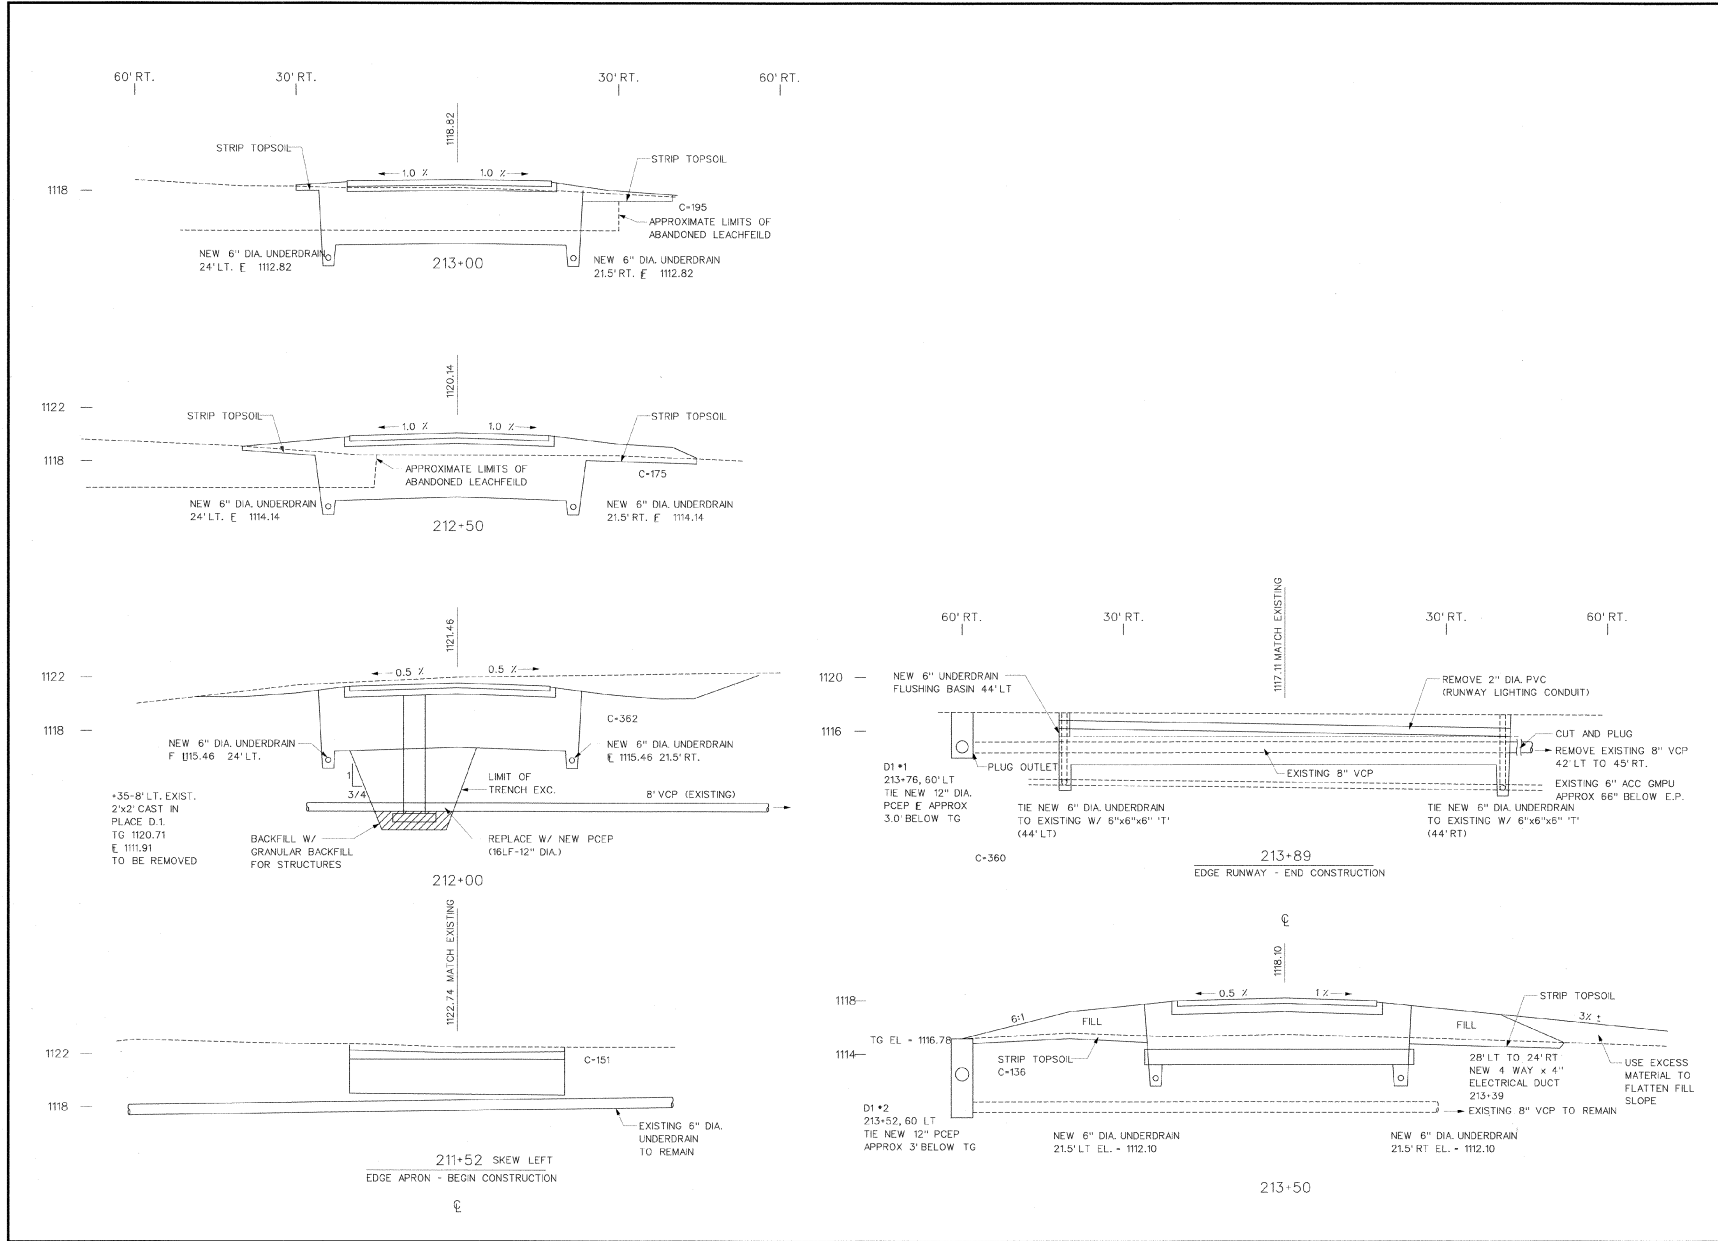 60' RT.
30' RT.
30' RT.
60' RT.
1118.82
STRIP TOPSOIL
STRIP TOPSOIL
1.0 %
1.0 %
1118
C=195
APPROXIMATE LIMITS OF
ABANDONED LEACHFEILD
NEW 6" DIA. UNDERDRAIN
24' LT. E 1112.82
213+00
NEW 6" DIA. UNDERDRAIN
21.5' RT. E 1112.82
1120.14
1122
STRIP TOPSOIL
STRIP TOPSOIL
1.0 %
1.0 %
1118
APPROXIMATE LIMITS OF
ABANDONED LEACHFEILD
C=175
NEW 6" DIA. UNDERDRAIN
24' LT. E 1114.14
212+50
NEW 6" DIA. UNDERDRAIN
21.5' RT. E 1114.14
1121.46
1122
0.5 %
0.5 %
1118
C=362
NEW 6" DIA. UNDERDRAIN
1115.46 24' LT.
NEW 6" DIA. UNDERDRAIN
E 1115.46 21.5' RT.
1
3/4
LIMIT OF
TRENCH EXC.
8' VCP (EXISTING)
+35-8' LT. EXIST.
2'x2' CAST IN
PLACE D.I.
TG 1120.71
E 1111.91
TO BE REMOVED
BACKFILL W/
GRANULAR BACKFILL
FOR STRUCTURES
REPLACE W/ NEW PCEP
(16LF-12" DIA.)
212+00
1122.74 MATCH EXISTING
1122
C=151
1118
EXISTING 6" DIA.
UNDERDRAIN
TO REMAIN
211+52 SKEW LEFT
EDGE APRON - BEGIN CONSTRUCTION
℄
60' RT.
30' RT.
30' RT.
60' RT.
1117.11 MATCH EXISTING
1120
NEW 6" UNDERDRAIN
FLUSHING BASIN 44' LT
REMOVE 2" DIA. PVC
(RUNWAY LIGHTING CONDUIT)
1116
CUT AND PLUG
REMOVE EXISTING 8" VCP
42' LT TO 45' RT.
PLUG OUTLET
EXISTING 8" VCP
D1 #1
213+76, 60' LT
TIE NEW 12" DIA.
PCEP E APPROX
3.0' BELOW TG
EXISTING 6" ACC GMPU
APPROX 66" BELOW E.P.
TIE NEW 6" DIA. UNDERDRAIN
TO EXISTING W/ 6"x6"x6" 'T'
(44' LT)
TIE NEW 6" DIA. UNDERDRAIN
TO EXISTING W/ 6"x6"x6" 'T'
(44' RT)
C=360
213+89
EDGE RUNWAY - END CONSTRUCTION
℄
1118.10
1118
0.5 %
1 %
STRIP TOPSOIL
6:1
FILL
FILL
3% ±
TG EL = 1116.78
1114
STRIP TOPSOIL
C=136
28' LT TO 24' RT
NEW 4 WAY x 4"
ELECTRICAL DUCT
213+39
USE EXCESS
MATERIAL TO
FLATTEN FILL
SLOPE
D1 #2
213+52, 60 LT
TIE NEW 12" PCEP
APPROX 3' BELOW TG
EXISTING 8" VCP TO REMAIN
NEW 6" DIA. UNDERDRAIN
21.5' LT EL. = 1112.10
NEW 6" DIA. UNDERDRAIN
21.5' RT EL. = 1112.10
213+50